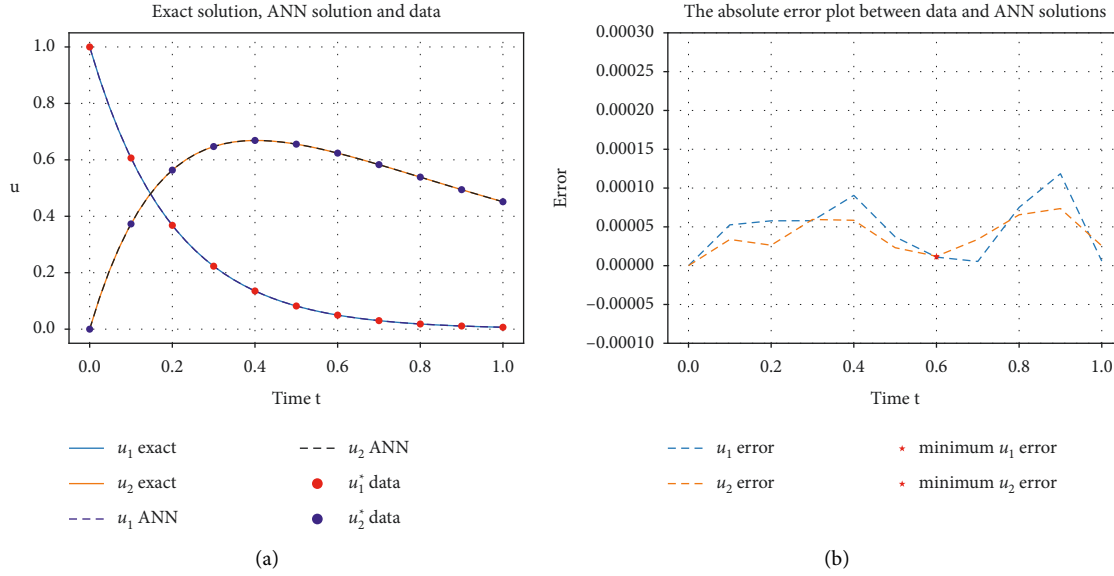 Exact solution, ANN solution and data
1.0
0.8
0.6
0.4
0.2
0.0
u
0.0 0.2 0.4 0.6 0.8 1.0
Time t
u₁ exact
u₂ exact
u₁ ANN
u₂ ANN
u₁* data
u₂* data
(a)
The absolute error plot between data and ANN solutions
0.00030
0.00025
0.00020
0.00015
0.00010
0.00005
0.00000
−0.00005
−0.00010
Error
0.0 0.2 0.4 0.6 0.8 1.0
Time t
u₁ error
u₂ error
minimum u₁ error
minimum u₂ error
(b)